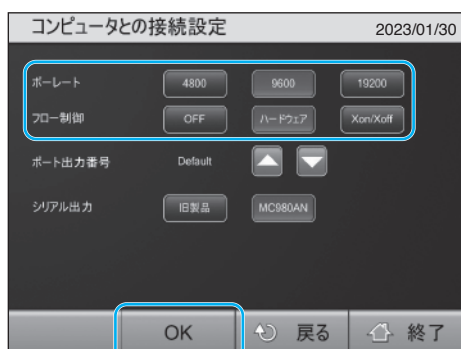 コンピュータとの接続設定 2023/01/30
ボーレート 4800 9600 19200
フロー制御 OFF ハードウェア Xon/Xoff
ポート出力番号 Default
シリアル出力 旧製品 MC980AN
OK 戻る 終了